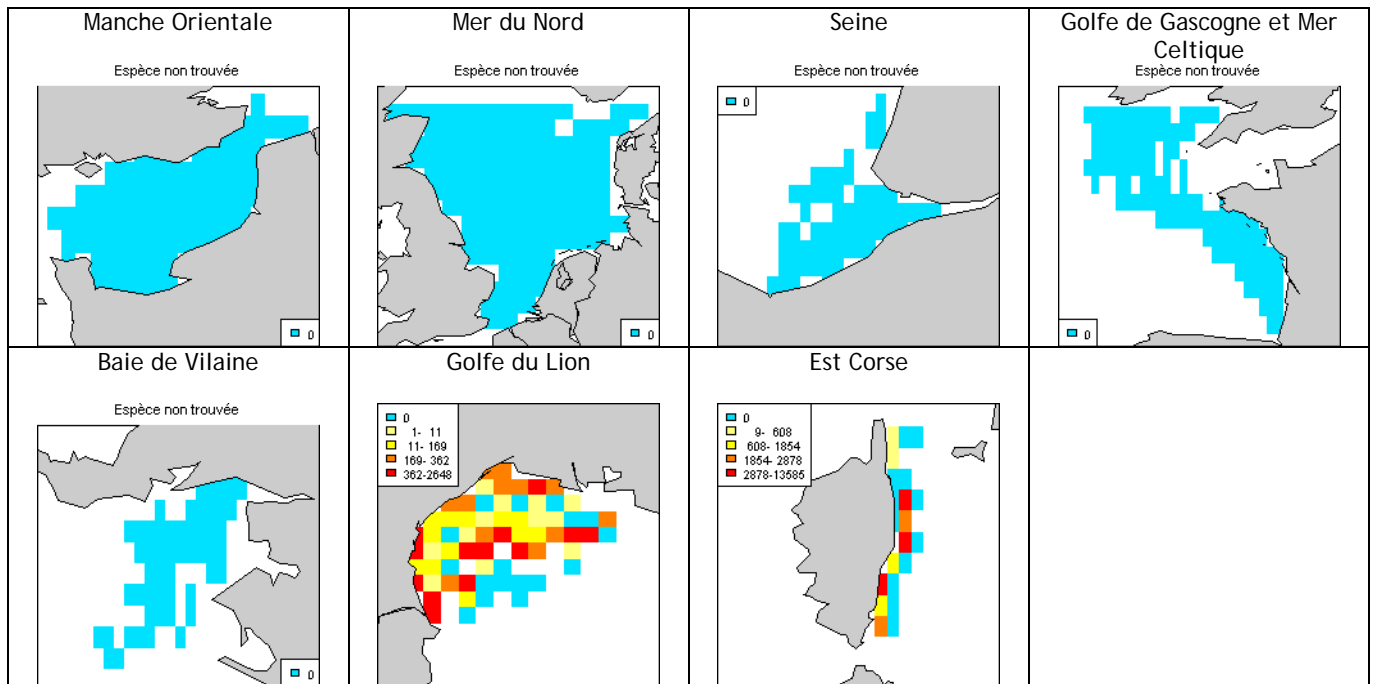 Manche Orientale
Espèce non trouvée
0
Mer du Nord
Espèce non trouvée
0
Seine
Espèce non trouvée
0
Golfe de Gascogne et Mer
Celtique
Espèce non trouvée
0
Baie de Vilaine
Espèce non trouvée
0
Golfe du Lion
0
1- 11
11- 169
169- 362
362-2648
Est Corse
0
9- 608
608- 1854
1854- 2878
2878-13585